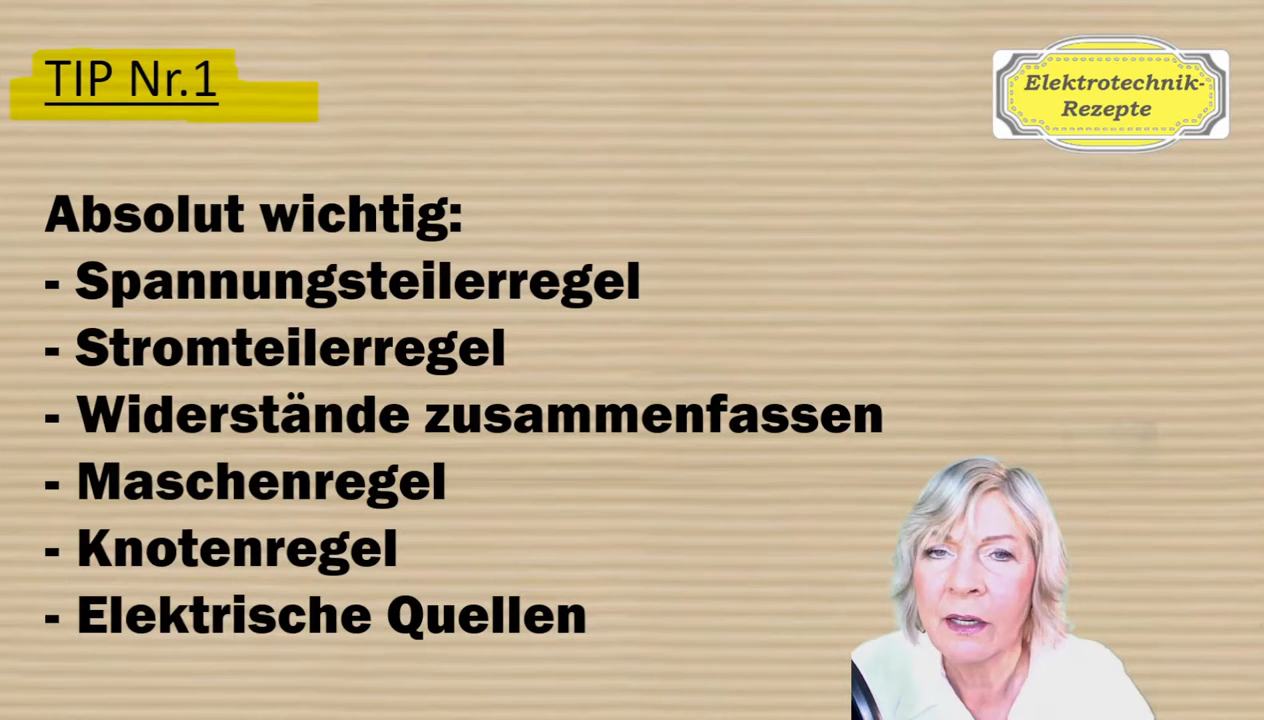 TIP Nr.1
Elektrotechnik-
Rezepte
Absolut wichtig:
- Spannungsteilerregel
- Stromteilerregel
- Widerstände zusammenfassen
- Maschenregel
- Knotenregel
- Elektrische Quellen